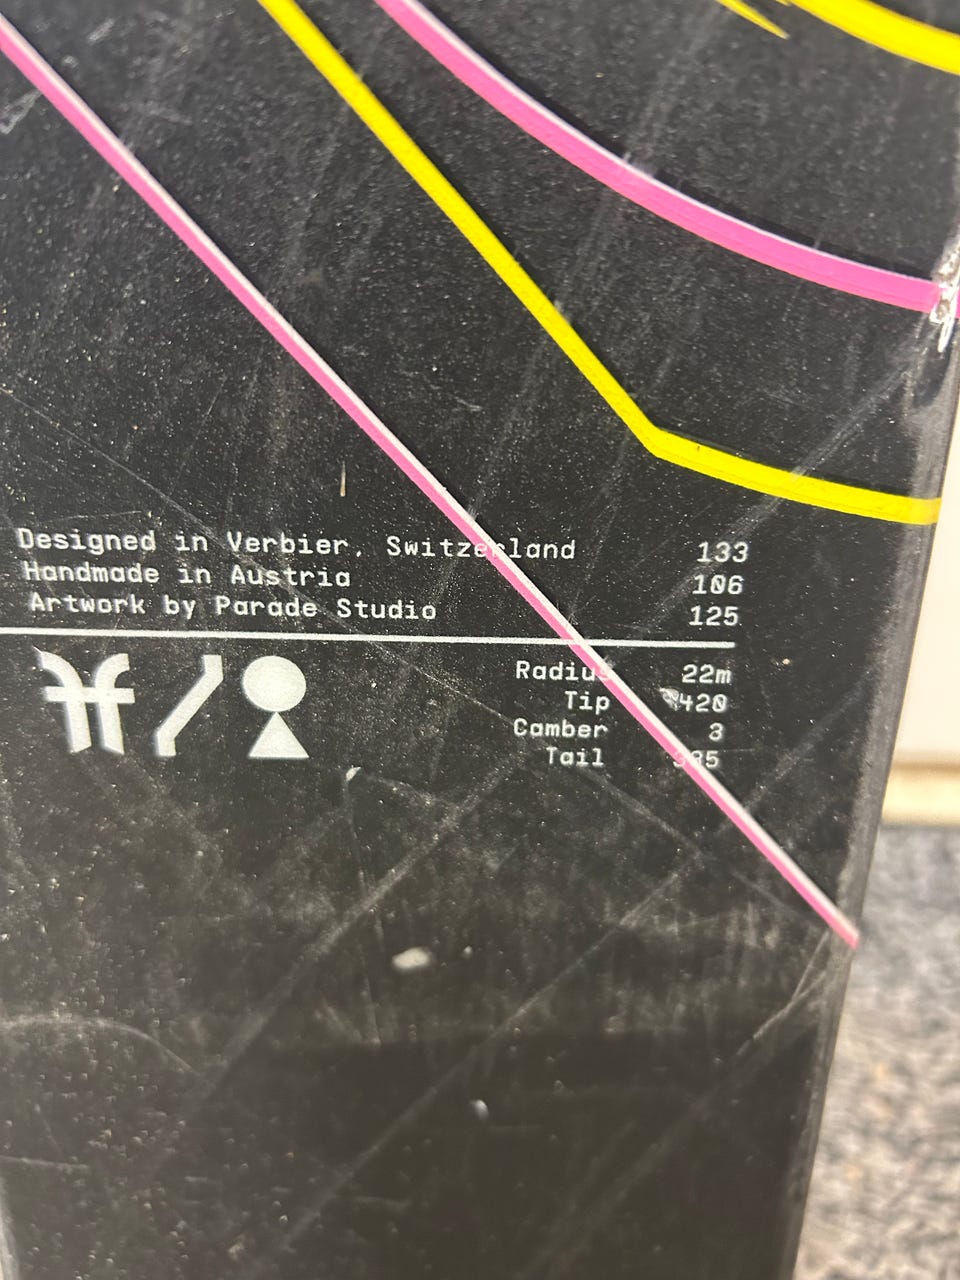 Designed in Verbier, Switzerland 133
Handmade in Austria 106
Artwork by Parade Studio 125
Radius 22m
Tip 420
Camber 3
Tail